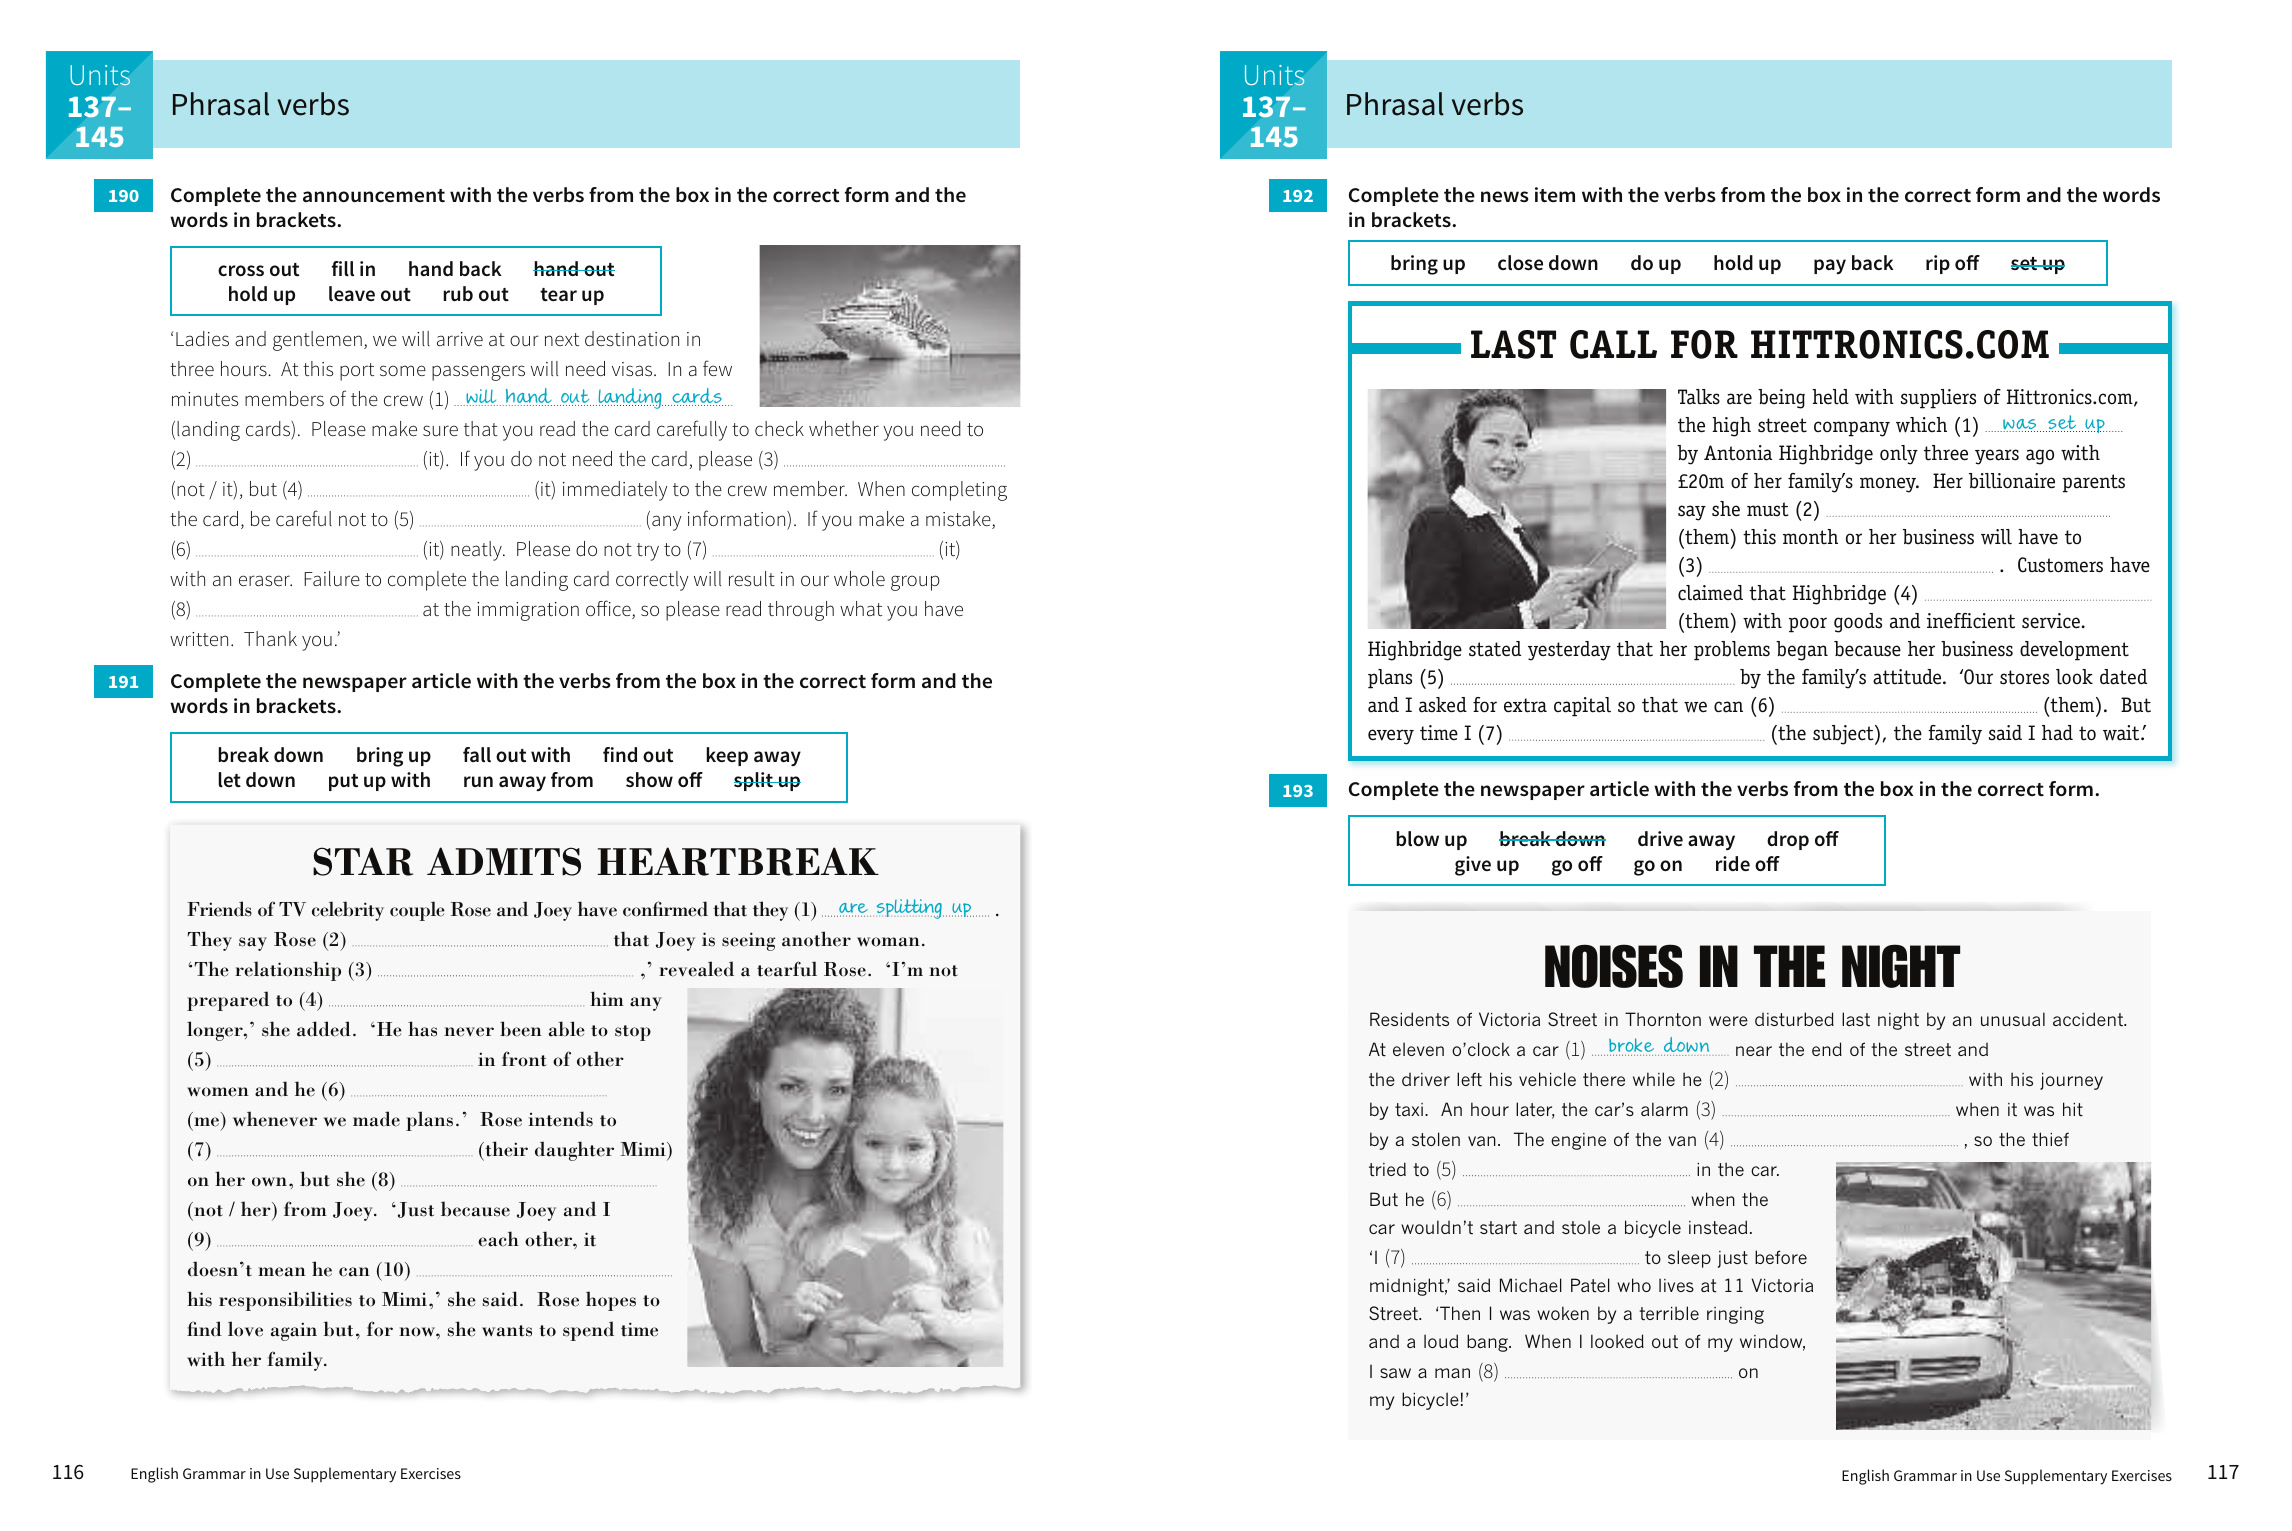 Units
137–
145
Phrasal verbs
190
Complete the announcement with the verbs from the box in the correct form and the
words in brackets.
cross out fill in hand back hand out
hold up leave out rub out tear up
‘Ladies and gentlemen, we will arrive at our next destination in
three hours. At this port some passengers will need visas. In a few
minutes members of the crew (1) will hand out landing cards
(landing cards). Please make sure that you read the card carefully to check whether you need to
(2) (it). If you do not need the card, please (3)
(not / it), but (4) (it) immediately to the crew member. When completing
the card, be careful not to (5) (any information). If you make a mistake,
(6) (it) neatly. Please do not try to (7) (it)
with an eraser. Failure to complete the landing card correctly will result in our whole group
(8) at the immigration office, so please read through what you have
written. Thank you.’
191
Complete the newspaper article with the verbs from the box in the correct form and the
words in brackets.
break down bring up fall out with find out keep away
let down put up with run away from show off split up
STAR ADMITS HEARTBREAK
Friends of TV celebrity couple Rose and Joey have confirmed that they (1) are splitting up .
They say Rose (2) that Joey is seeing another woman.
‘The relationship (3) ,’ revealed a tearful Rose. ‘I’m not
prepared to (4) him any
longer,’ she added. ‘He has never been able to stop
(5) in front of other
women and he (6)
(me) whenever we made plans.’ Rose intends to
(7) (their daughter Mimi)
on her own, but she (8)
(not / her) from Joey. ‘Just because Joey and I
(9) each other, it
doesn’t mean he can (10)
his responsibilities to Mimi,’ she said. Rose hopes to
find love again but, for now, she wants to spend time
with her family.
116 English Grammar in Use Supplementary Exercises
Units
137–
145
Phrasal verbs
192
Complete the news item with the verbs from the box in the correct form and the words
in brackets.
bring up close down do up hold up pay back rip off set up
LAST CALL FOR HITTRONICS.COM
Talks are being held with suppliers of Hittronics.com,
the high street company which (1) was set up
by Antonia Highbridge only three years ago with
£20m of her family’s money. Her billionaire parents
say she must (2)
(them) this month or her business will have to
(3) . Customers have
claimed that Highbridge (4)
(them) with poor goods and inefficient service.
Highbridge stated yesterday that her problems began because her business development
plans (5) by the family’s attitude. ‘Our stores look dated
and I asked for extra capital so that we can (6) (them). But
every time I (7) (the subject), the family said I had to wait.’
193
Complete the newspaper article with the verbs from the box in the correct form.
blow up break down drive away drop off
give up go off go on ride off
NOISES IN THE NIGHT
Residents of Victoria Street in Thornton were disturbed last night by an unusual accident.
At eleven o’clock a car (1) broke down near the end of the street and
the driver left his vehicle there while he (2) with his journey
by taxi. An hour later, the car’s alarm (3) when it was hit
by a stolen van. The engine of the van (4) , so the thief
tried to (5) in the car.
But he (6) when the
car wouldn’t start and stole a bicycle instead.
‘I (7) to sleep just before
midnight,’ said Michael Patel who lives at 11 Victoria
Street. ‘Then I was woken by a terrible ringing
and a loud bang. When I looked out of my window,
I saw a man (8) on
my bicycle!’
English Grammar in Use Supplementary Exercises 117